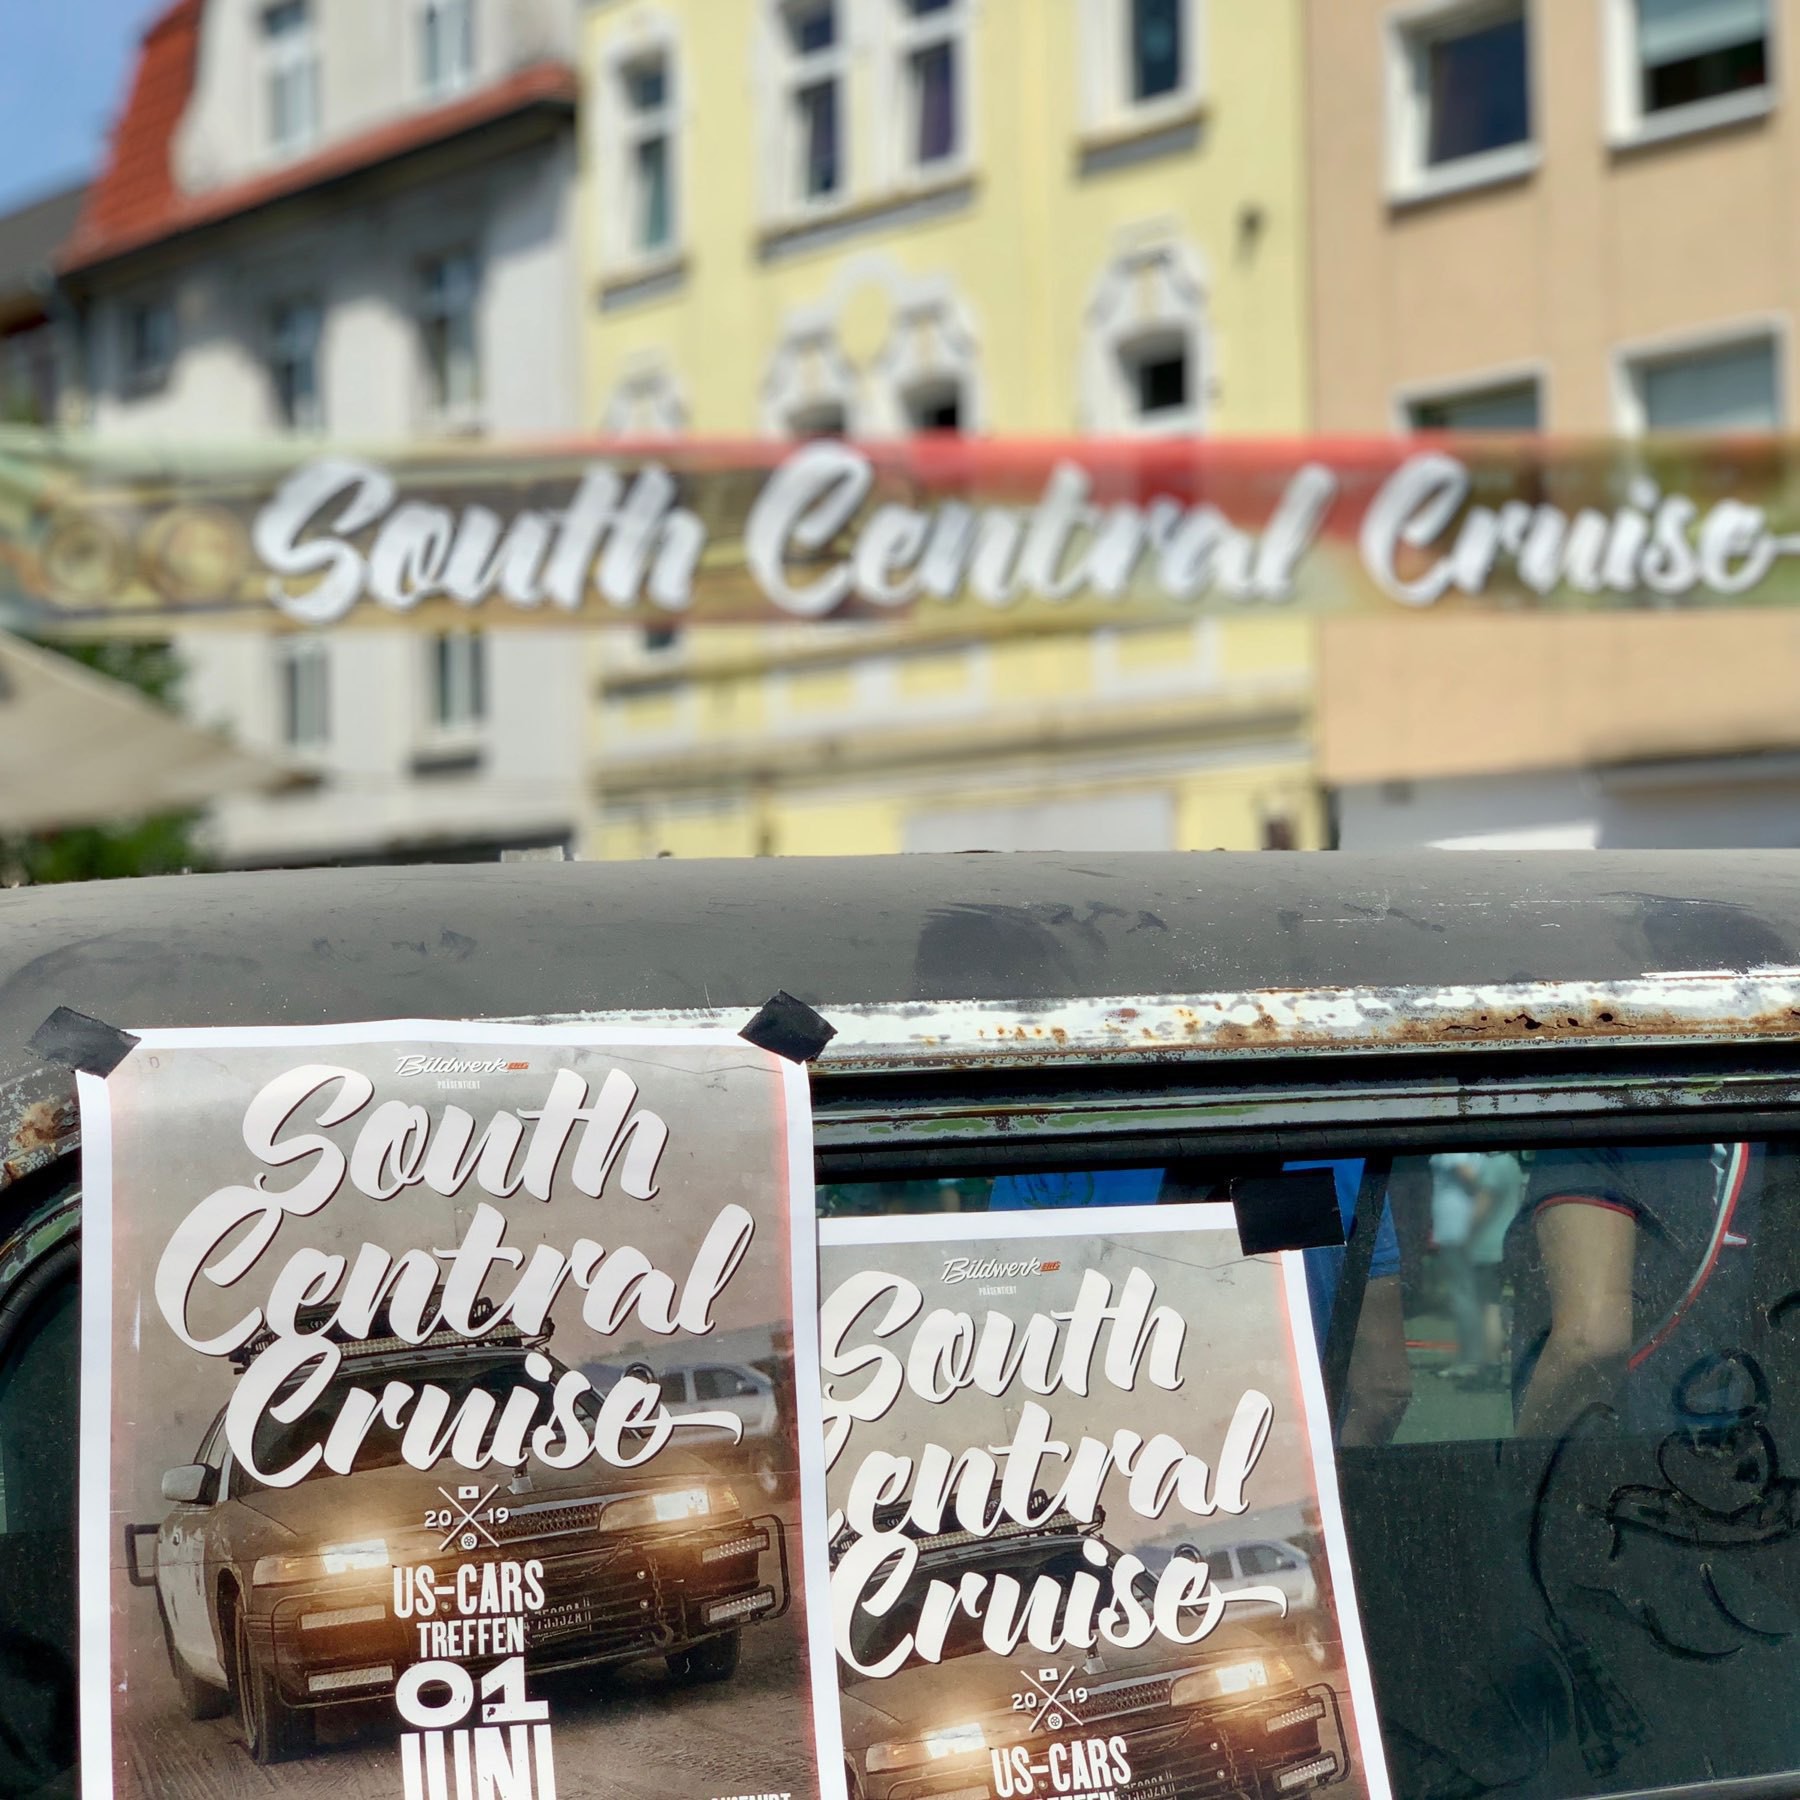 South Central Cruise
Bildwerk
PRÄSENTIERT
South
Central
Cruise
20 19
US-CARS
TREFFEN
01
JUNI
Bildwerk
PRÄSENTIERT
South
Central
Cruise
20 19
US-CARS
TREFFEN